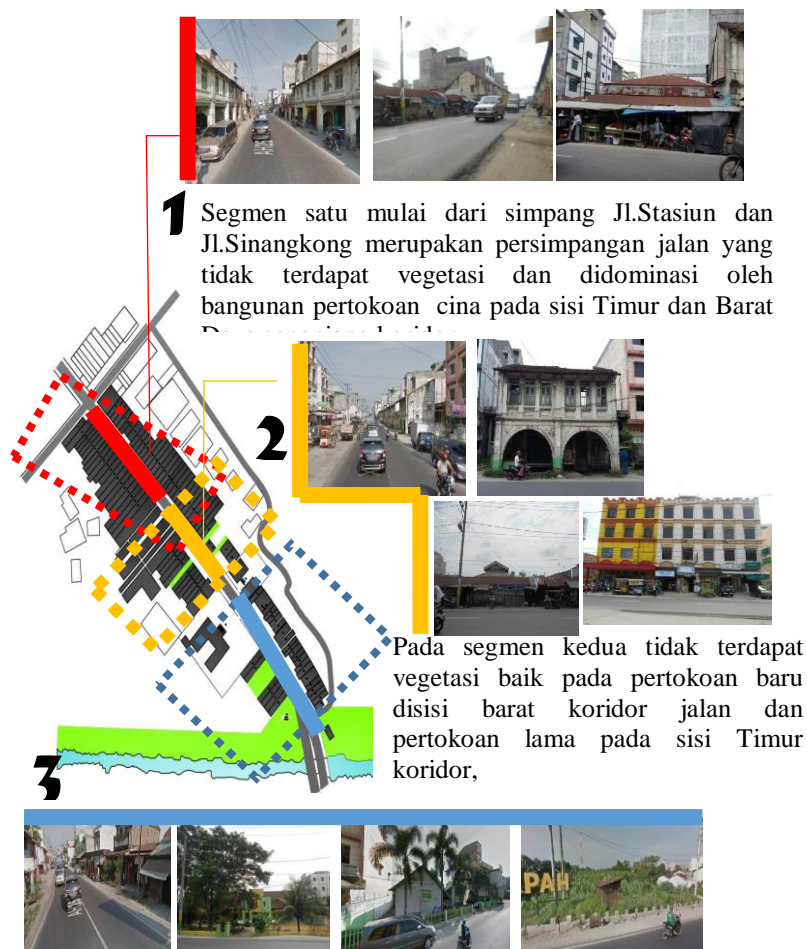 1
Segmen satu mulai dari simpang Jl.Stasiun dan
Jl.Sinangkong merupakan persimpangan jalan yang
tidak terdapat vegetasi dan didominasi oleh
bangunan pertokoan cina pada sisi Timur dan Barat
2
Pada segmen kedua tidak terdapat
vegetasi baik pada pertokoan baru
disisi barat koridor jalan dan
pertokoan lama pada sisi Timur
koridor,
3
PAH